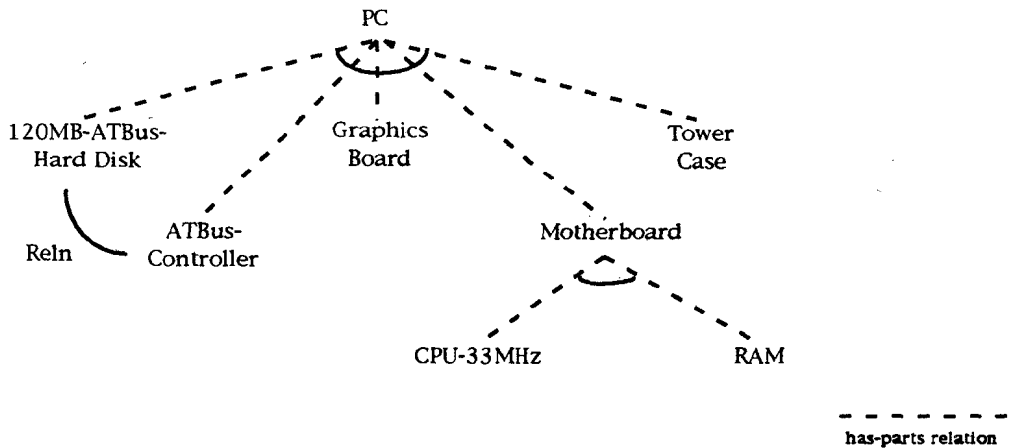 PC
120MB-ATBus-
Hard Disk
Graphics
Board
Tower
Case
Reln
ATBus-
Controller
Motherboard
CPU-33MHz
RAM
has-parts relation